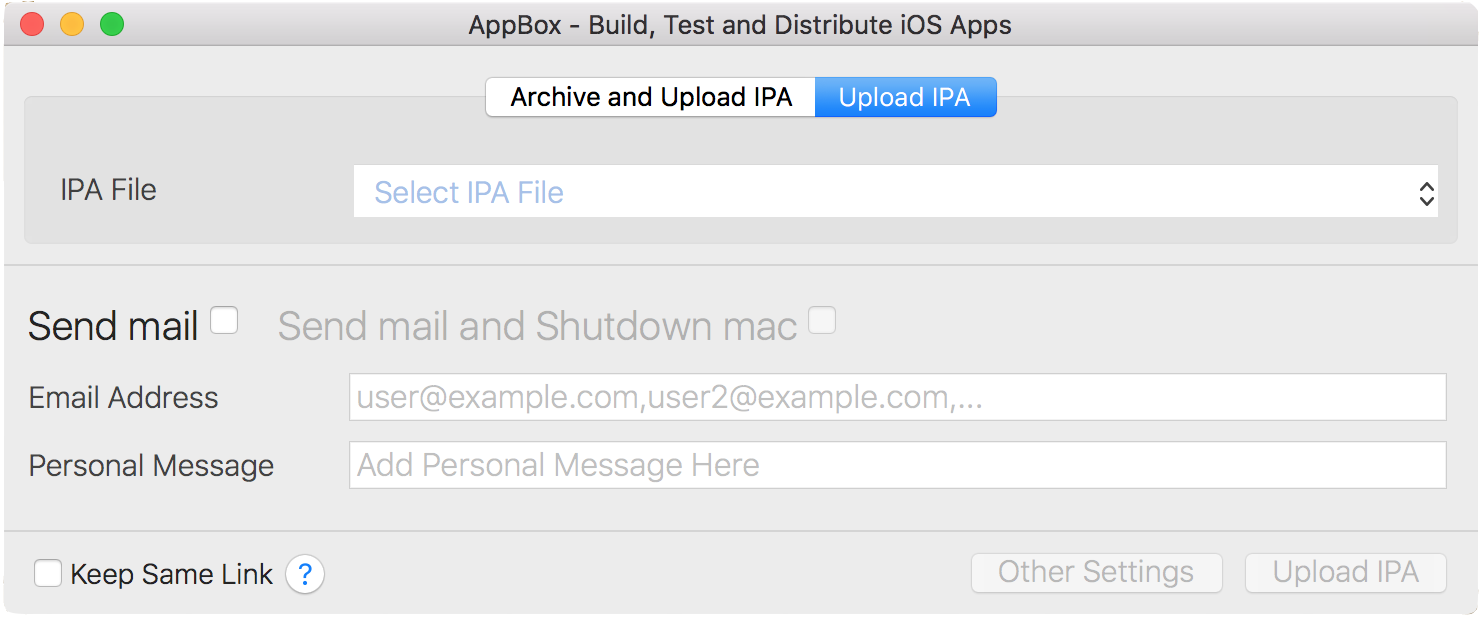 AppBox - Build, Test and Distribute iOS Apps
Archive and Upload IPA Upload IPA
IPA File Select IPA File
Send mail Send mail and Shutdown mac
Email Address user@example.com,user2@example.com,...
Personal Message Add Personal Message Here
Keep Same Link ? Other Settings Upload IPA